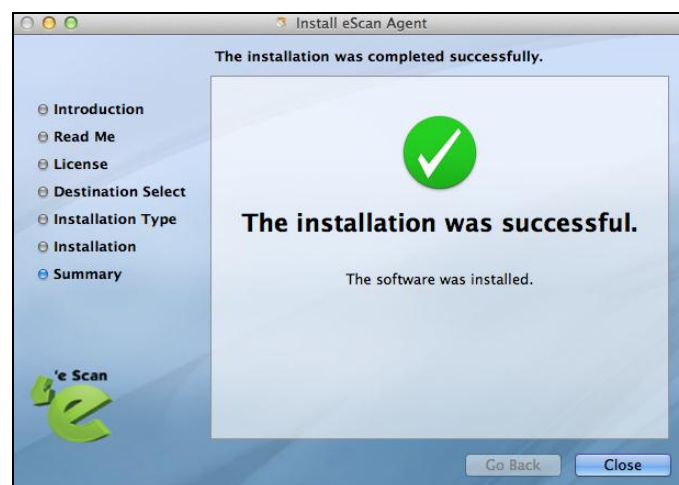 Install eScan Agent
The installation was completed successfully.
Introduction
Read Me
License
Destination Select
Installation Type
Installation
Summary
The installation was successful.
The software was installed.
'e Scan
Go Back
Close